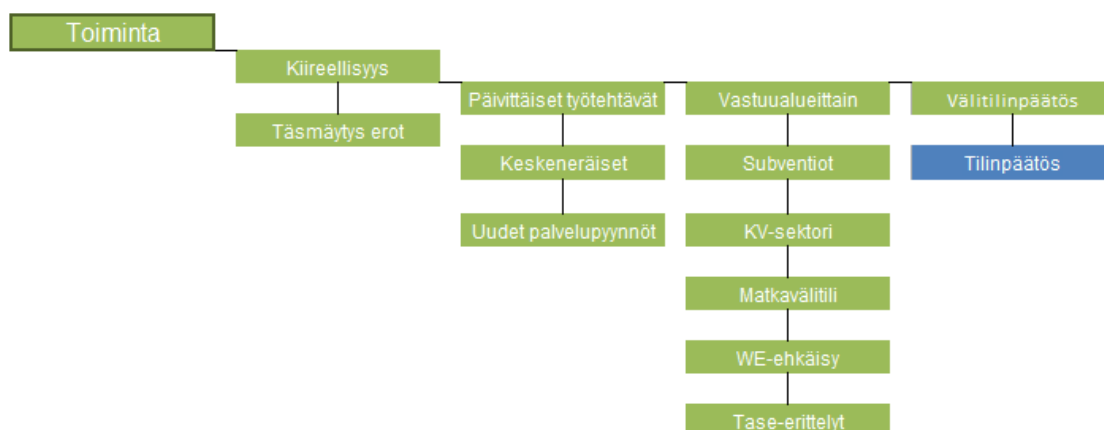 Toiminta
Kiireellisyys
Täsmäytys erot
Päivittäiset työtehtävät
Keskeneräiset
Uudet palvelupyynnöt
Vastuualueittain
Subventiot
KV-sektori
Matkavälitili
WE-ehkäisy
Tase-erittelyt
Välitilinpäätös
Tilinpäätös